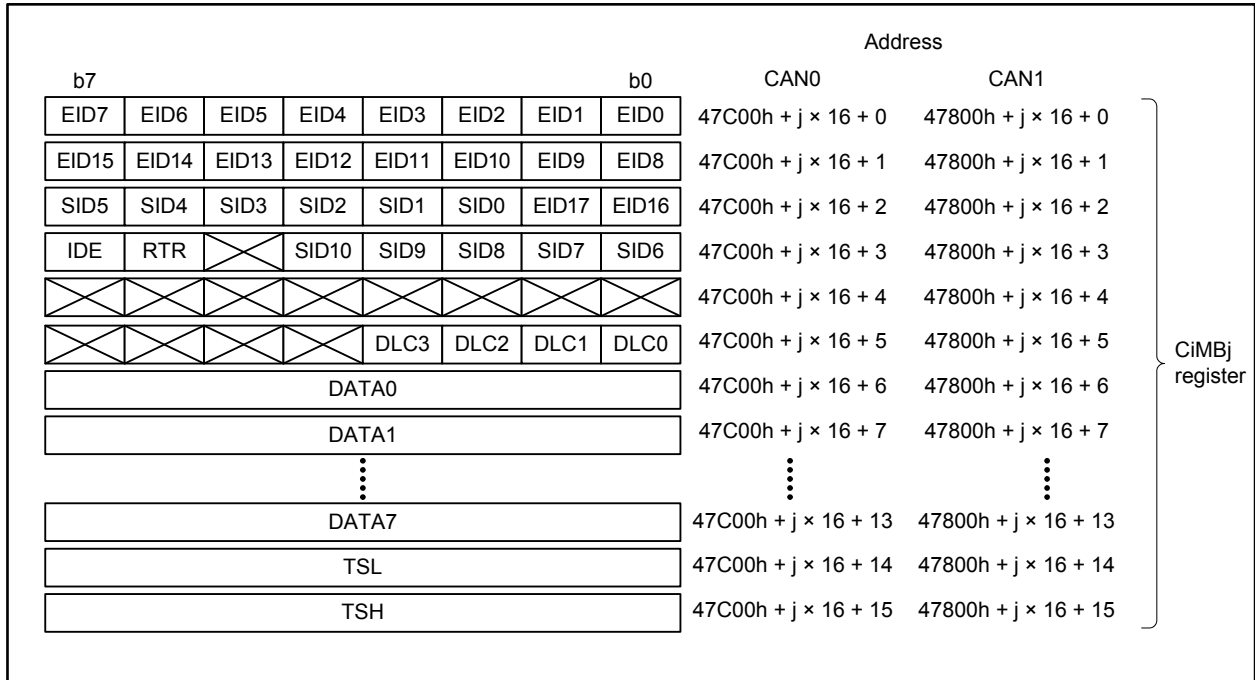 Address
b7 b0 CAN0 CAN1
EID7 EID6 EID5 EID4 EID3 EID2 EID1 EID0 47C00h + j × 16 + 0 47800h + j × 16 + 0
EID15 EID14 EID13 EID12 EID11 EID10 EID9 EID8 47C00h + j × 16 + 1 47800h + j × 16 + 1
SID5 SID4 SID3 SID2 SID1 SID0 EID17 EID16 47C00h + j × 16 + 2 47800h + j × 16 + 2
IDE RTR SID10 SID9 SID8 SID7 SID6 47C00h + j × 16 + 3 47800h + j × 16 + 3
47C00h + j × 16 + 4 47800h + j × 16 + 4
DLC3 DLC2 DLC1 DLC0 47C00h + j × 16 + 5 47800h + j × 16 + 5
DATA0 47C00h + j × 16 + 6 47800h + j × 16 + 6
DATA1 47C00h + j × 16 + 7 47800h + j × 16 + 7
DATA7 47C00h + j × 16 + 13 47800h + j × 16 + 13
TSL 47C00h + j × 16 + 14 47800h + j × 16 + 14
TSH 47C00h + j × 16 + 15 47800h + j × 16 + 15
CiMBj
register